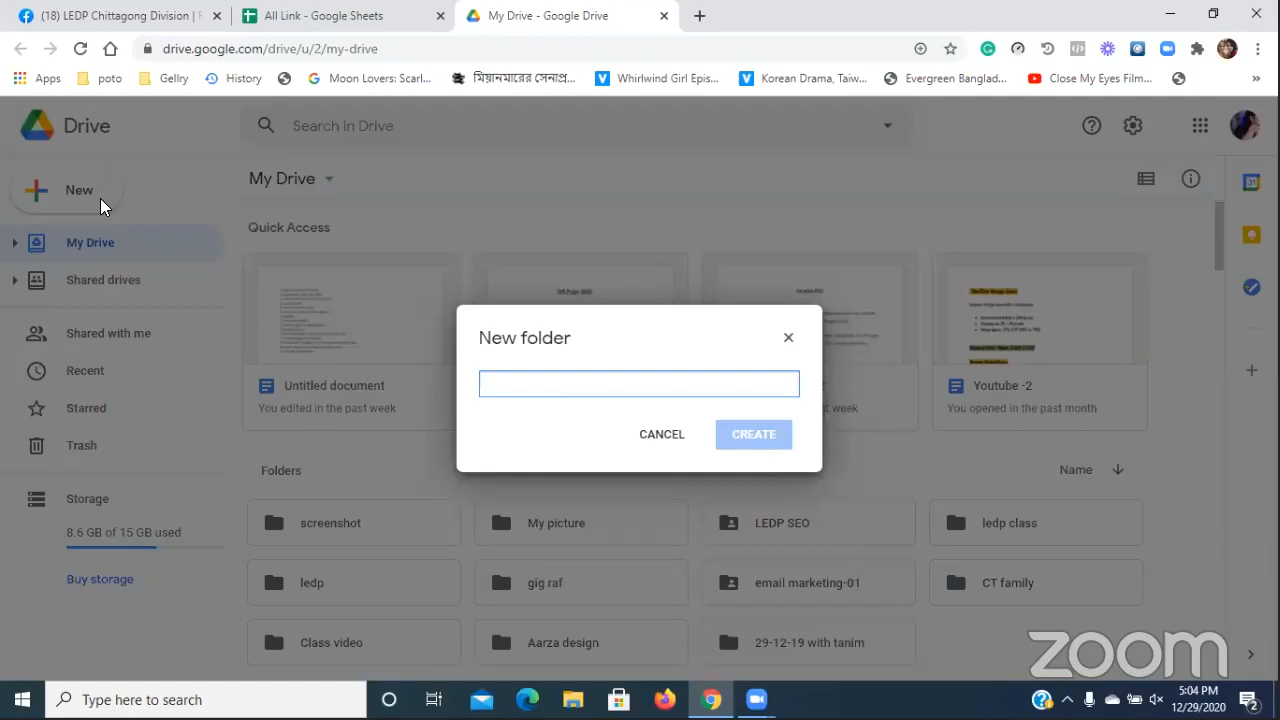 (18) LEDP Chittagong Division | F
All Link - Google Sheets
My Drive - Google Drive
drive.google.com/drive/u/2/my-drive
Apps
poto
Gellry
History
Moon Lovers: Scarl...
মিয়ানমারের সেনাপ্র...
Whirlwind Girl Epis...
Korean Drama, Taiw...
Evergreen Banglad...
Close My Eyes Film...
»
Drive
Search in Drive
New
My Drive
My Drive
Shared drives
Shared with me
Recent
Starred
Trash
Storage
8.6 GB of 15 GB used
Buy storage
Quick Access
Untitled document
You edited in the past week
week
Youtube -2
You opened in the past month
New folder
CANCEL
CREATE
Folders
Name
screenshot
My picture
LEDP SEO
ledp class
ledp
gig raf
email marketing-01
CT family
Class video
Aarza design
29-12-19 with tanim
zoom
Type here to search
5:04 PM
12/29/2020
2